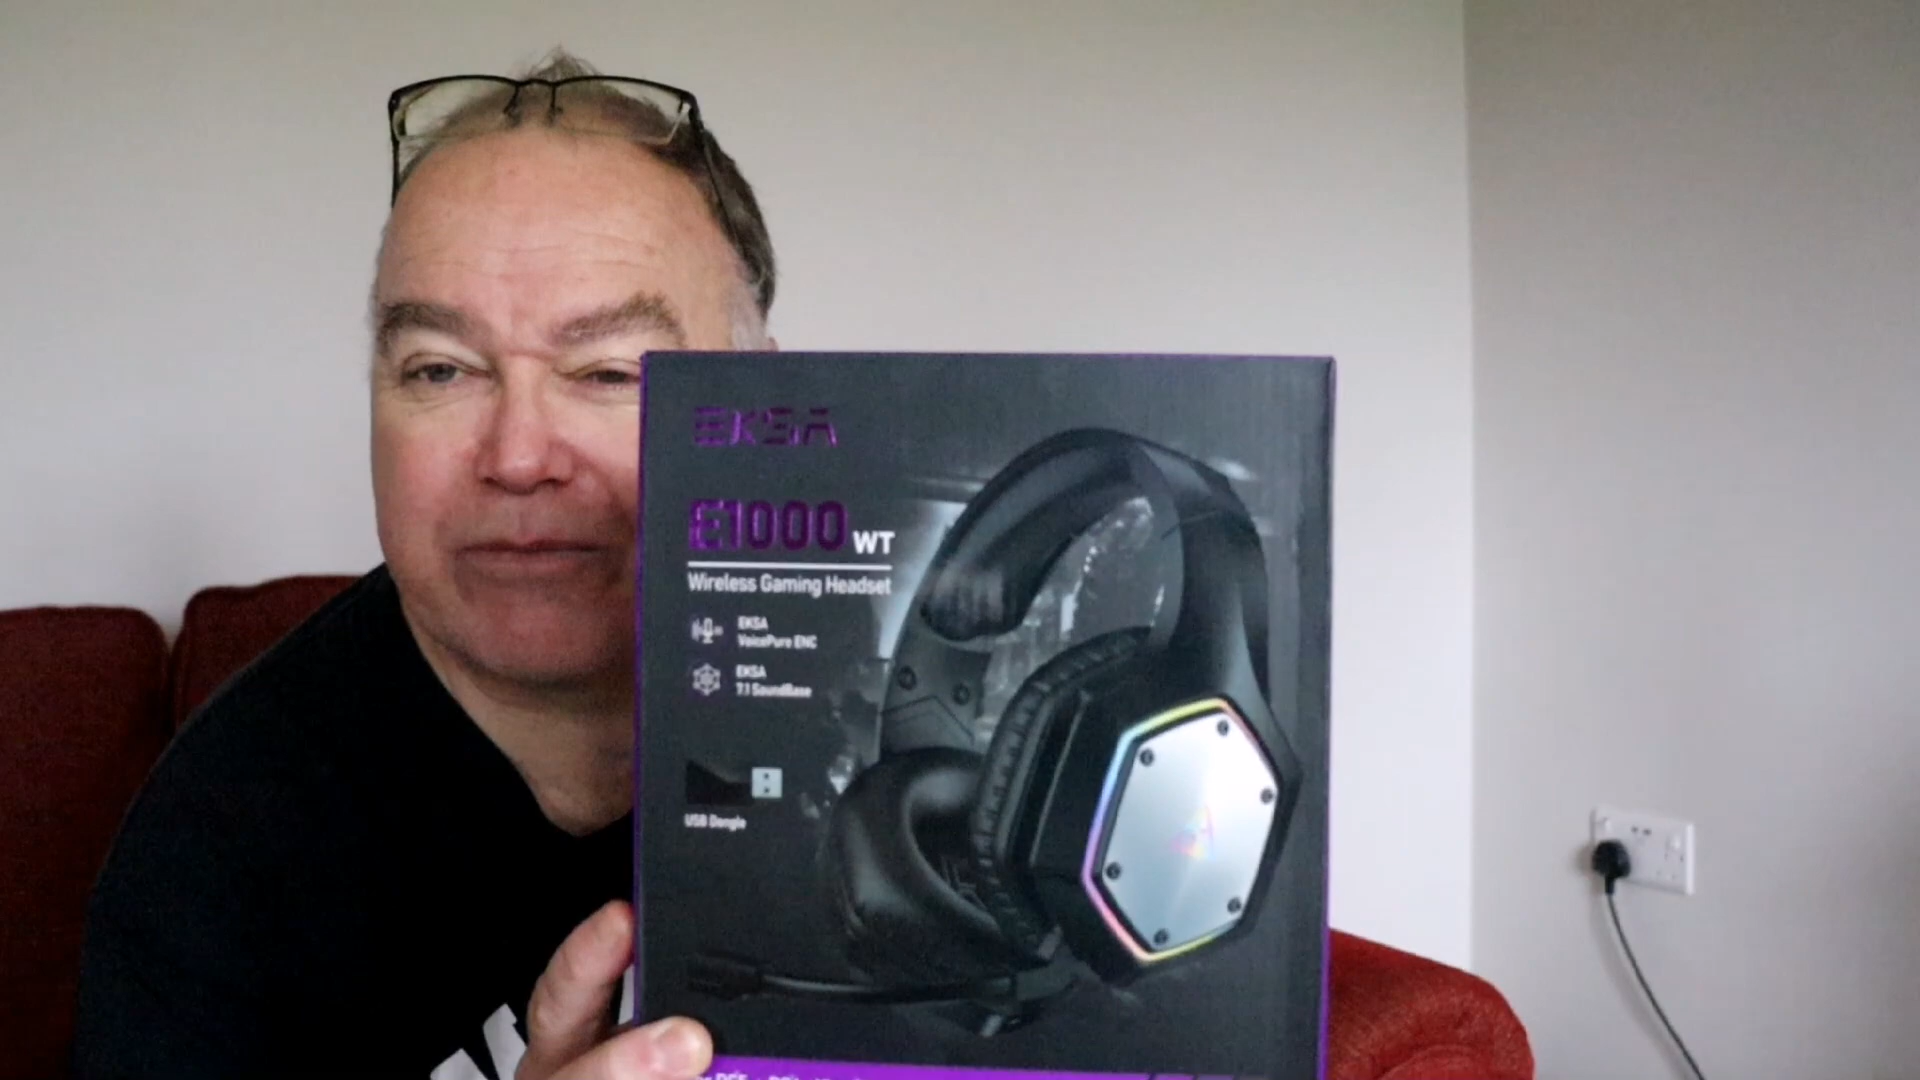 EKSA
E1000 WT
Wireless Gaming Headset
EKSA
VoicePure ENC
EKSA
7.1 SoundBase
USB Dongle